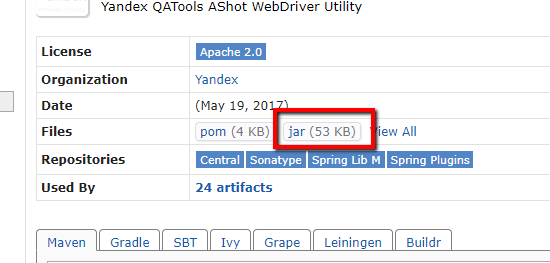 Yandex QATools AShot WebDriver Utility
License Apache 2.0
Organization Yandex
Date (May 19, 2017)
Files pom (4 KB) jar (53 KB) View All
Repositories Central Sonatype Spring Lib M Spring Plugins
Used By 24 artifacts
Maven Gradle SBT Ivy Grape Leiningen Buildr